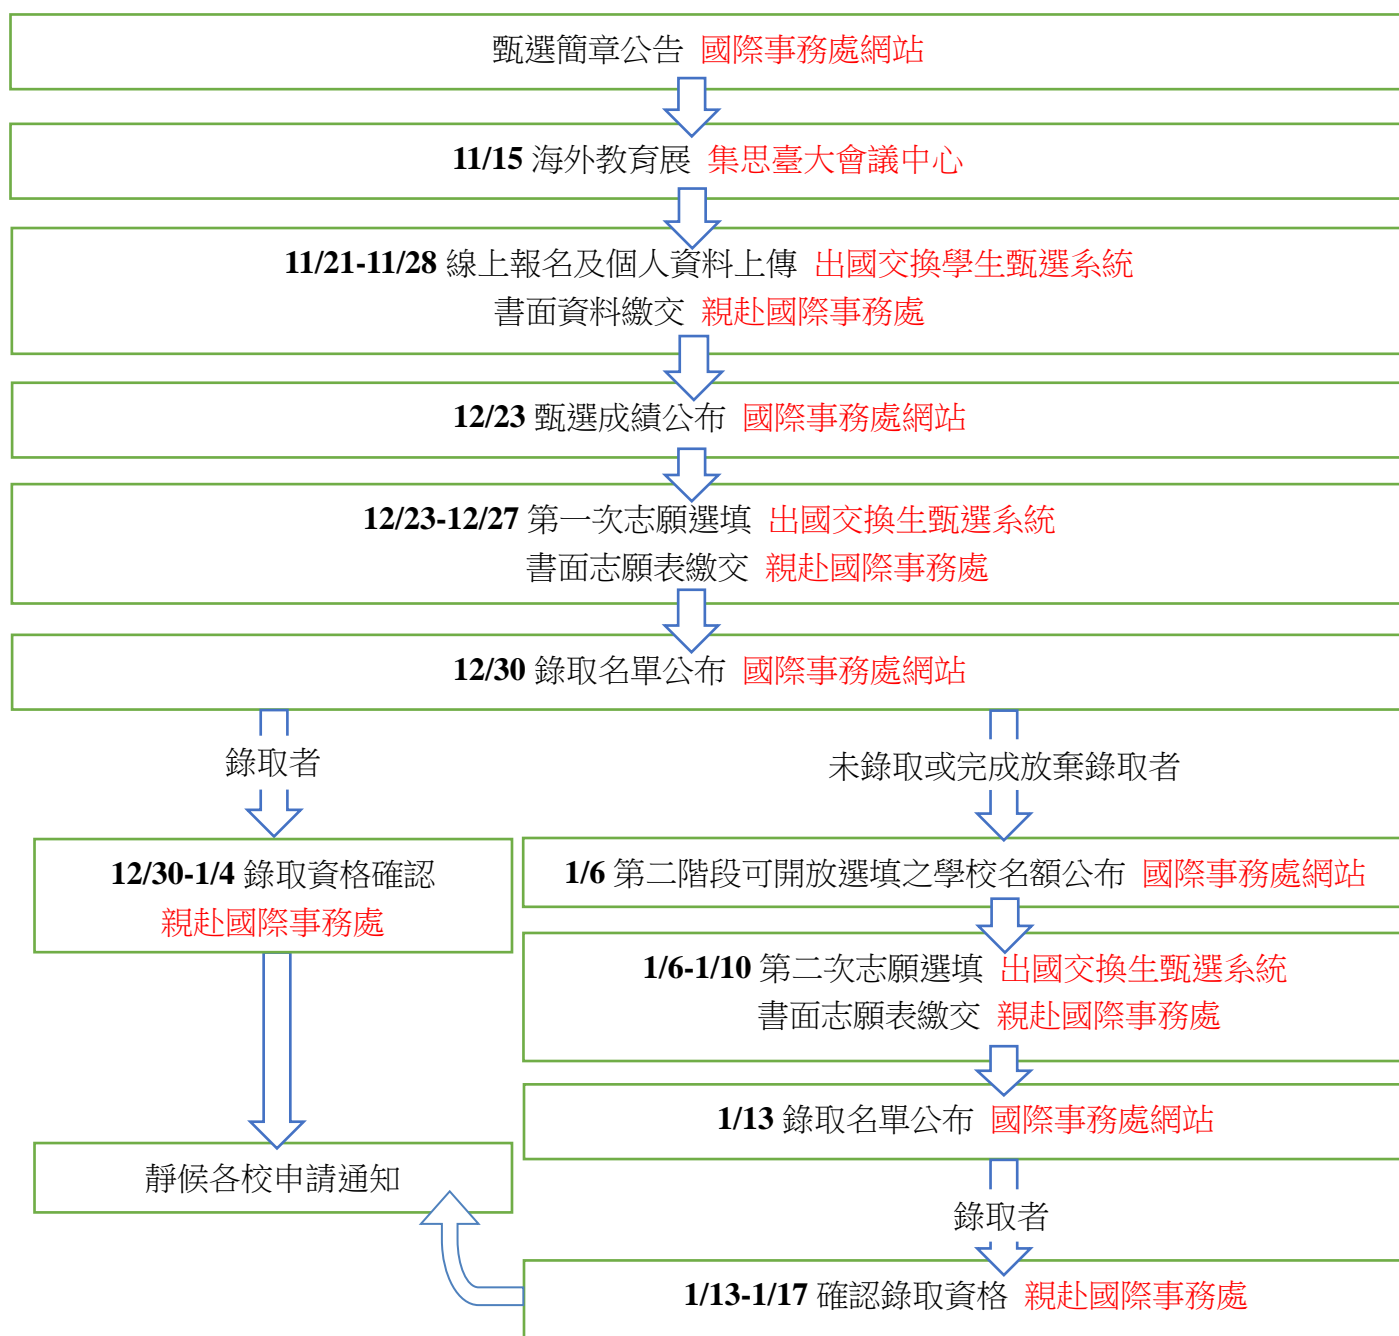 甄選簡章公告 國際事務處網站
11/15 海外教育展 集思臺大會議中心
11/21-11/28 線上報名及個人資料上傳 出國交換學生甄選系統
書面資料繳交 親赴國際事務處
12/23 甄選成績公布 國際事務處網站
12/23-12/27 第一次志願選填 出國交換生甄選系統
書面志願表繳交 親赴國際事務處
12/30 錄取名單公布 國際事務處網站
錄取者
12/30-1/4 錄取資格確認
親赴國際事務處
靜候各校申請通知
未錄取或完成放棄錄取者
1/6 第二階段可開放選填之學校名額公布 國際事務處網站
1/6-1/10 第二次志願選填 出國交換生甄選系統
書面志願表繳交 親赴國際事務處
1/13 錄取名單公布 國際事務處網站
錄取者
1/13-1/17 確認錄取資格 親赴國際事務處